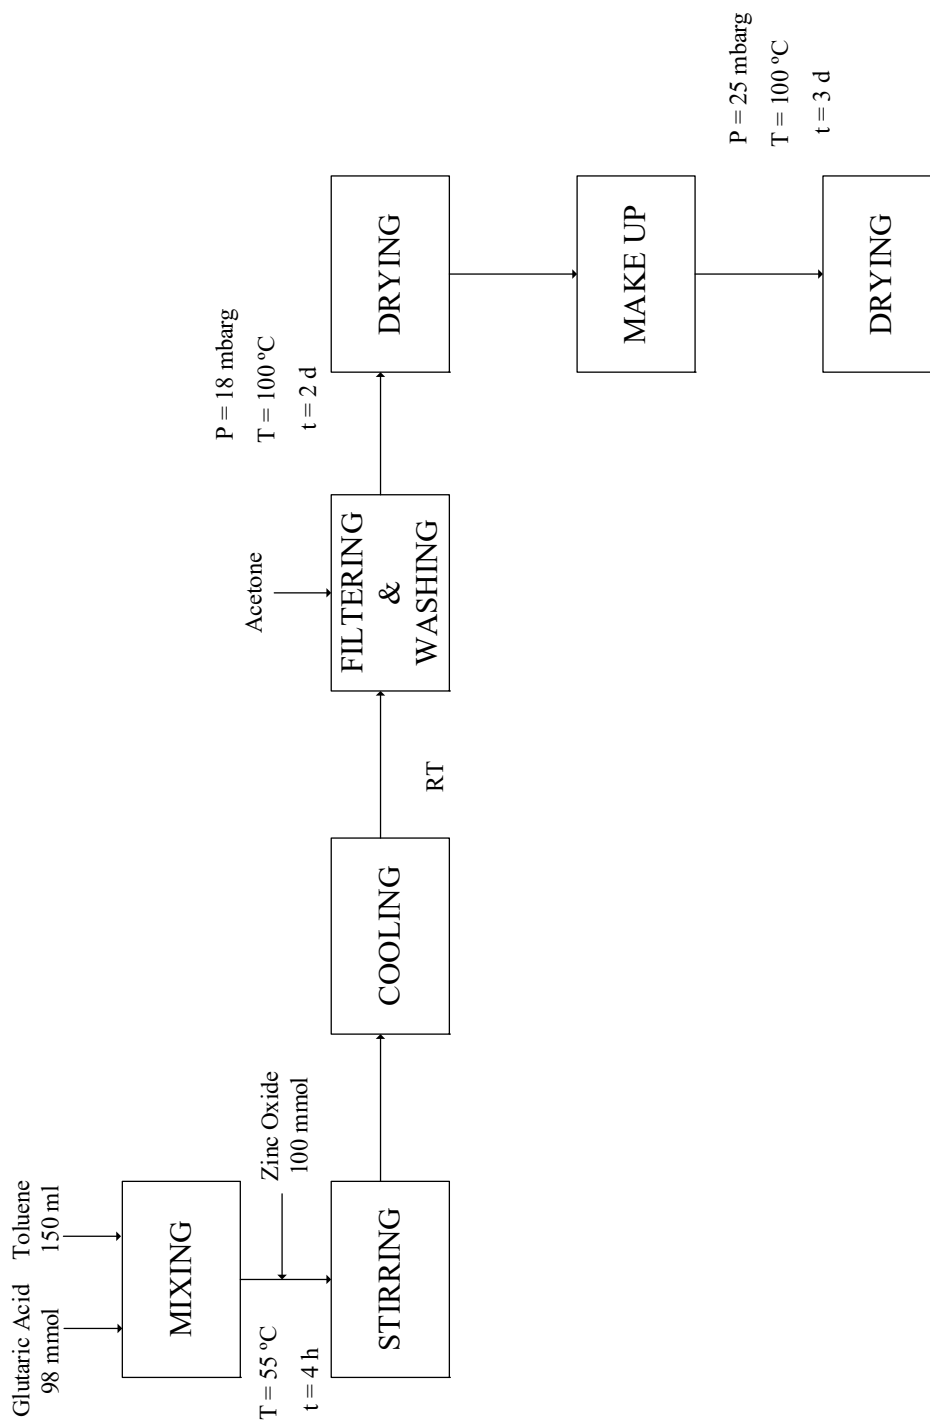 Glutaric Acid
98 mmol
Toluene
150 ml
MIXING
T = 55 ºC
t = 4 h
Zinc Oxide
100 mmol
STIRRING
COOLING
RT
Acetone
FILTERING
&
WASHING
P = 18 mbarg
T = 100 ºC
t = 2 d
DRYING
MAKE UP
P = 25 mbarg
T = 100 ºC
t = 3 d
DRYING